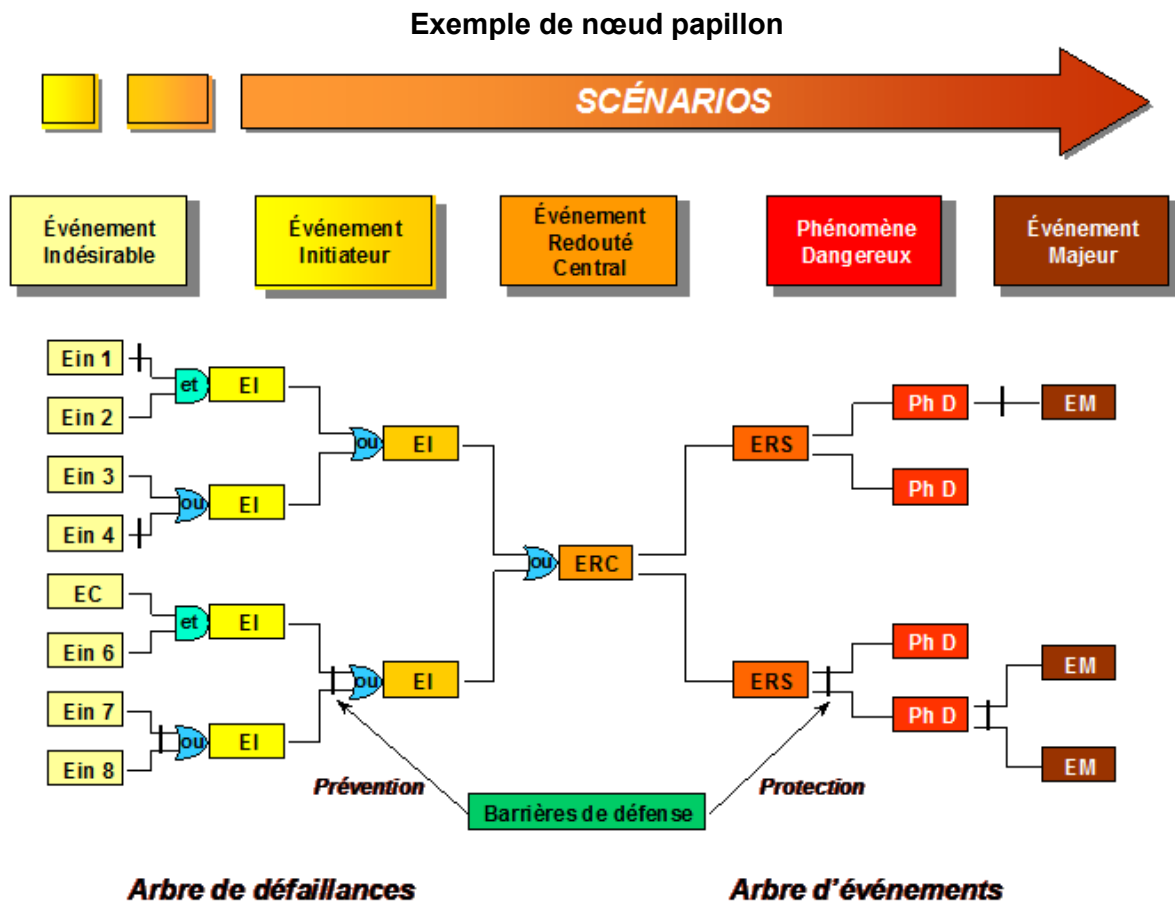 Exemple de nœud papillon
SCÉNARIOS
Événement
Indésirable
Événement
Initiateur
Événement
Redouté
Central
Phénomène
Dangereux
Événement
Majeur
Ein 1
et
EI
Ein 2
ou
EI
Ein 3
ou
EI
Ein 4
EC
et
EI
Ein 6
ou
EI
Ein 7
ou
EI
Ein 8
ou
ERC
ERS
Ph D
EM
Ph D
ERS
Ph D
Ph D
EM
EM
Prévention
Protection
Barrières de défense
Arbre de défaillances
Arbre d'événements